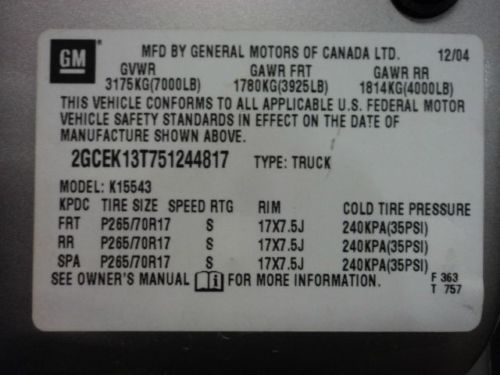 GM
MFD BY GENERAL MOTORS OF CANADA LTD. 12/04
GVWR GAWR FRT GAWR RR
3175KG(7000LB) 1780KG(3925LB) 1814KG(4000LB)
THIS VEHICLE CONFORMS TO ALL APPLICABLE U.S. FEDERAL MOTOR
VEHICLE SAFETY STANDARDS IN EFFECT ON THE DATE OF
MANUFACTURE SHOWN ABOVE.
2GCEK13T751244817 TYPE: TRUCK
MODEL: K15543
KPDC TIRE SIZE SPEED RTG RIM COLD TIRE PRESSURE
FRT P265/70R17 S 17X7.5J 240KPA(35PSI)
RR P265/70R17 S 17X7.5J 240KPA(35PSI)
SPA P265/70R17 S 17X7.5J 240KPA(35PSI)
SEE OWNER'S MANUAL i FOR MORE INFORMATION. F 363
T 757